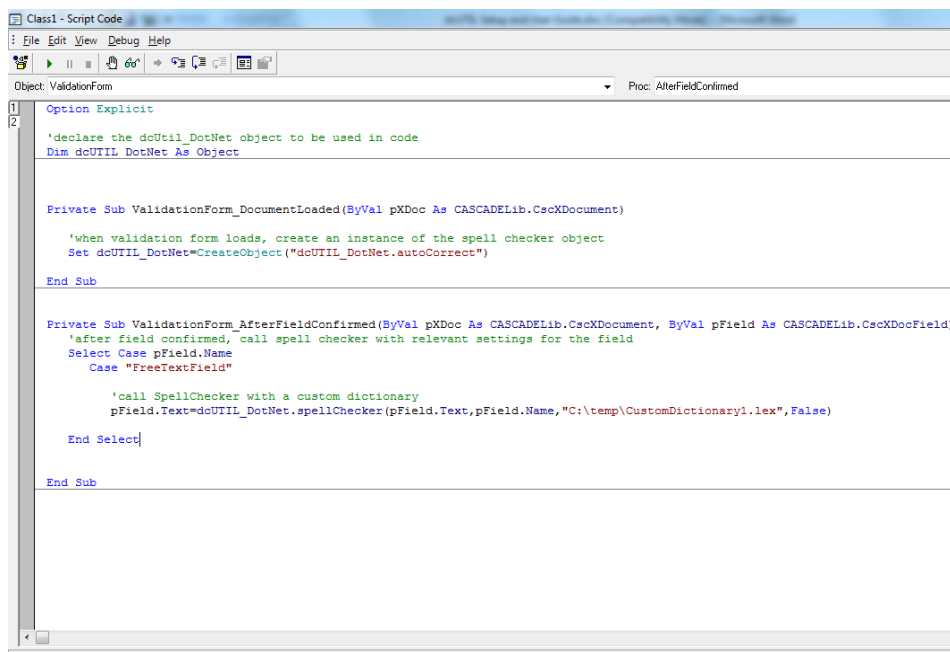 Class1 - Script Code
File Edit View Debug Help
Object: ValidationForm Proc: AfterFieldConfirmed
1
2
Option Explicit
'declare the dcUtil_DotNet object to be used in code
Dim dcUTIL_DotNet As Object
Private Sub ValidationForm_DocumentLoaded(ByVal pXDoc As CASCADELib.CscXDocument)
'when validation form loads, create an instance of the spell checker object
Set dcUTIL_DotNet=CreateObject("dcUTIL_DotNet.autoCorrect")
End Sub
Private Sub ValidationForm_AfterFieldConfirmed(ByVal pXDoc As CASCADELib.CscXDocument, ByVal pField As CASCADELib.CscXDocField)
'after field confirmed, call spell checker with relevant settings for the field
Select Case pField.Name
Case "FreeTextField"
'call SpellChecker with a custom dictionary
pField.Text=dcUTIL_DotNet.spellChecker(pField.Text,pField.Name,"C:\temp\CustomDictionary1.lex",False)
End Select
End Sub